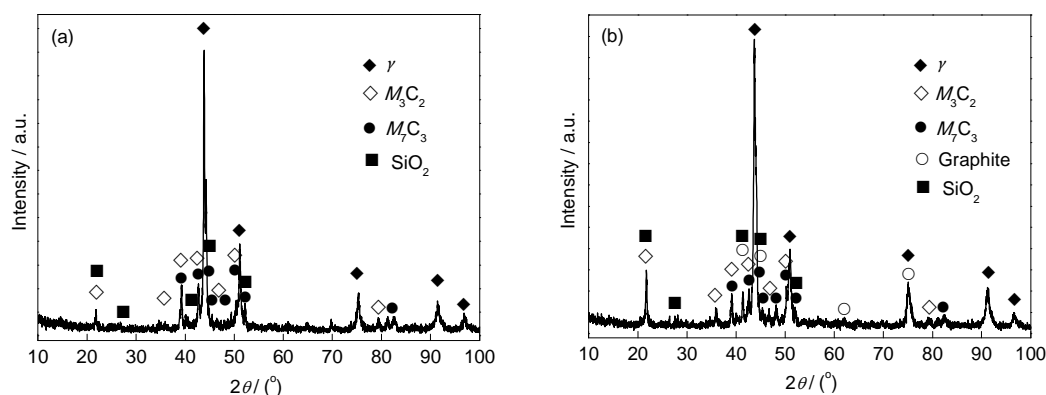 (a)
γ
M₃C₂
M₇C₃
SiO₂
Intensity / a.u.
10 20 30 40 50 60 70 80 90 100
2θ / (°)
(b)
γ
M₃C₂
M₇C₃
Graphite
SiO₂
Intensity / a.u.
10 20 30 40 50 60 70 80 90 100
2θ / (°)